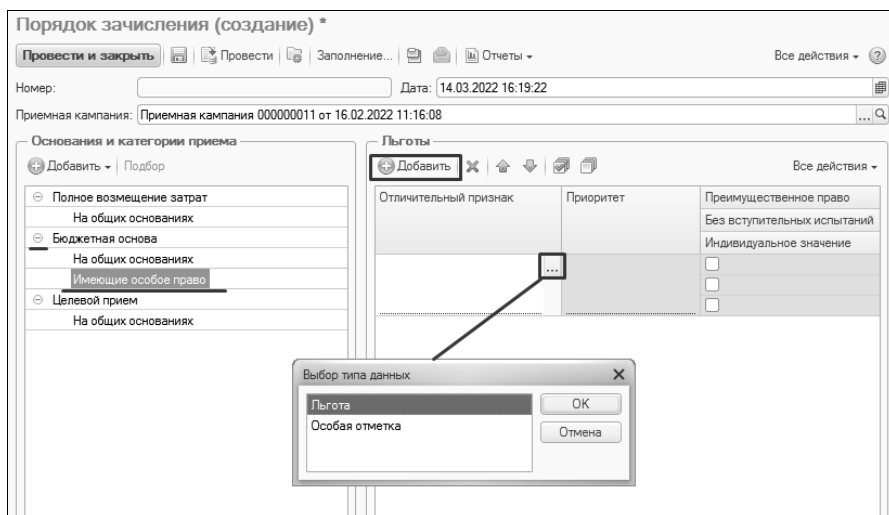 Порядок зачисления (создание) *
Провести и закрыть Провести Заполнение... Отчеты Все действия ?
Номер: Дата: 14.03.2022 16:19:22
Приемная кампания: Приемная кампания 000000011 от 16.02.2022 11:16:08 ...
Основания и категории приема
Добавить Подбор
Полное возмещение затрат
На общих основаниях
Бюджетная основа
На общих основаниях
Имеющие особое право
Целевой прием
На общих основаниях
Льготы
Добавить Все действия
Отличительный признак Приоритет Преимущественное право
Без вступительных испытаний
Индивидуальное значение
...
Выбор типа данных
Льгота
Особая отметка
OK
Отмена